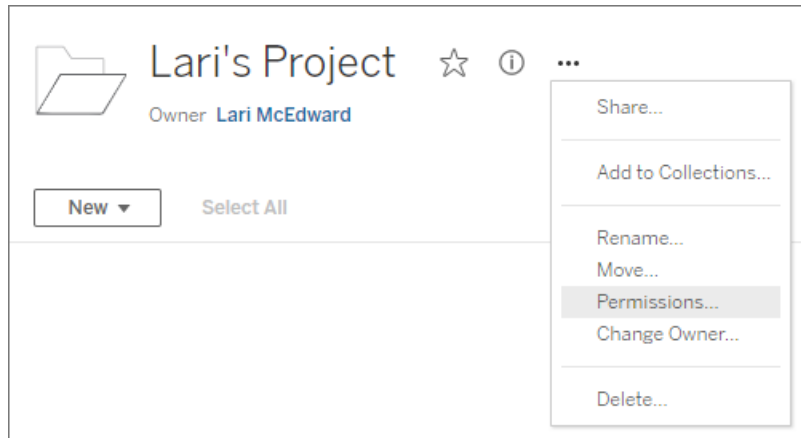 Lari's Project
Owner Lari McEdward
New
Select All
Share...
Add to Collections...
Rename...
Move...
Permissions...
Change Owner...
Delete...